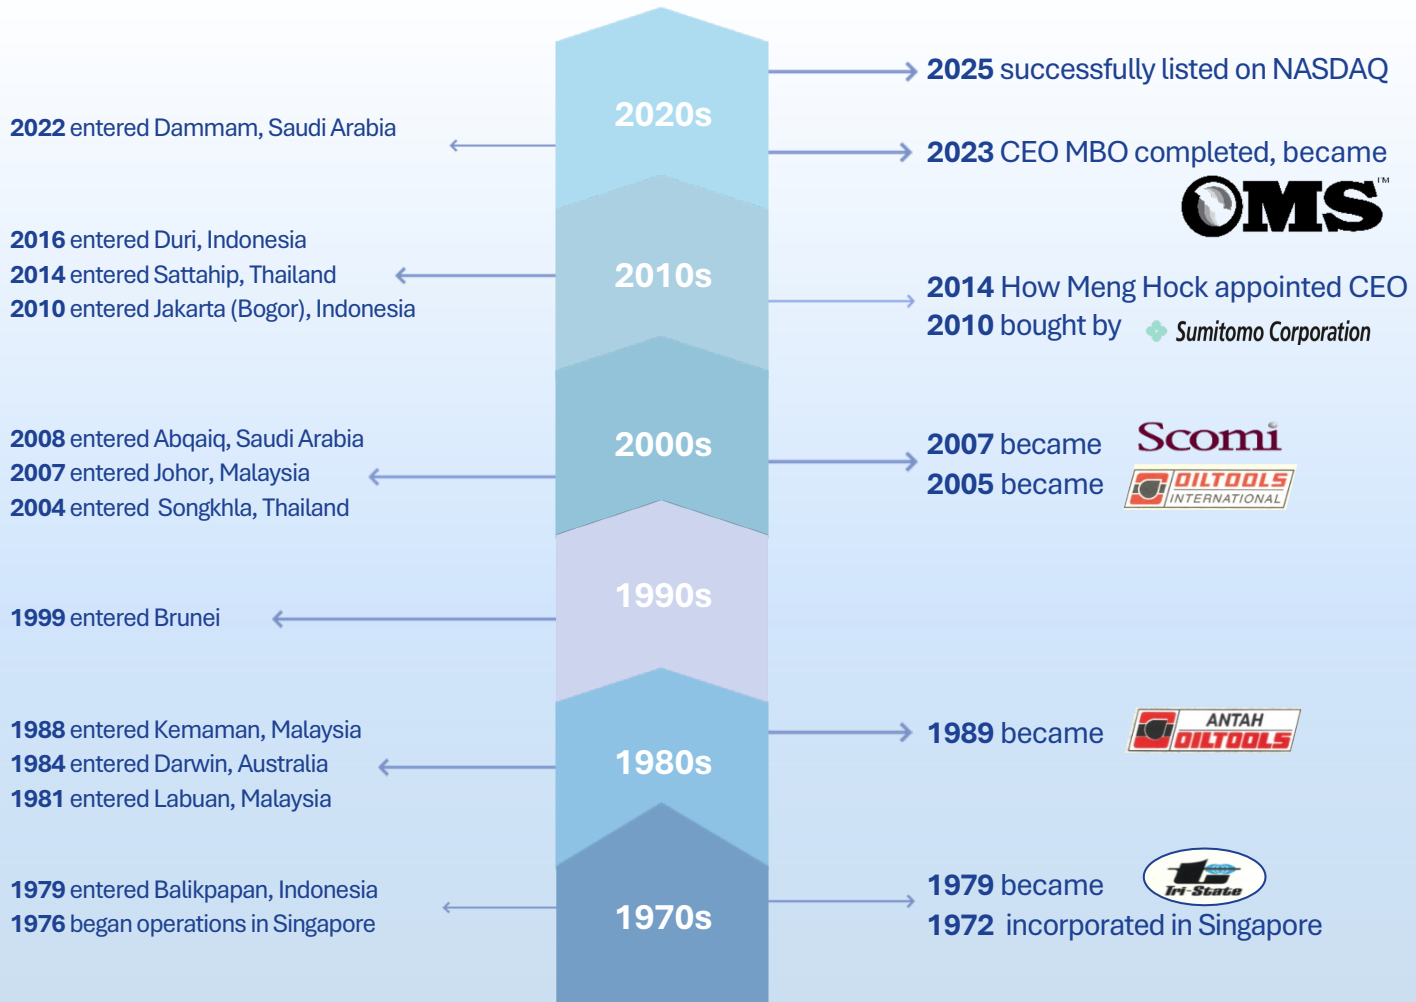 2020s
2022 entered Dammam, Saudi Arabia
2025 successfully listed on NASDAQ
2023 CEO MBO completed, became
OMS™
2010s
2016 entered Duri, Indonesia
2014 entered Sattahip, Thailand
2010 entered Jakarta (Bogor), Indonesia
2014 How Meng Hock appointed CEO
2010 bought by Sumitomo Corporation
2000s
2008 entered Abqaiq, Saudi Arabia
2007 entered Johor, Malaysia
2004 entered Songkhla, Thailand
2007 became Scomi
2005 became OILTOOLS
INTERNATIONAL
1990s
1999 entered Brunei
1980s
1988 entered Kemaman, Malaysia
1984 entered Darwin, Australia
1981 entered Labuan, Malaysia
1989 became ANTAH
OILTOOLS
1970s
1979 entered Balikpapan, Indonesia
1976 began operations in Singapore
1979 became Tri-State
1972 incorporated in Singapore